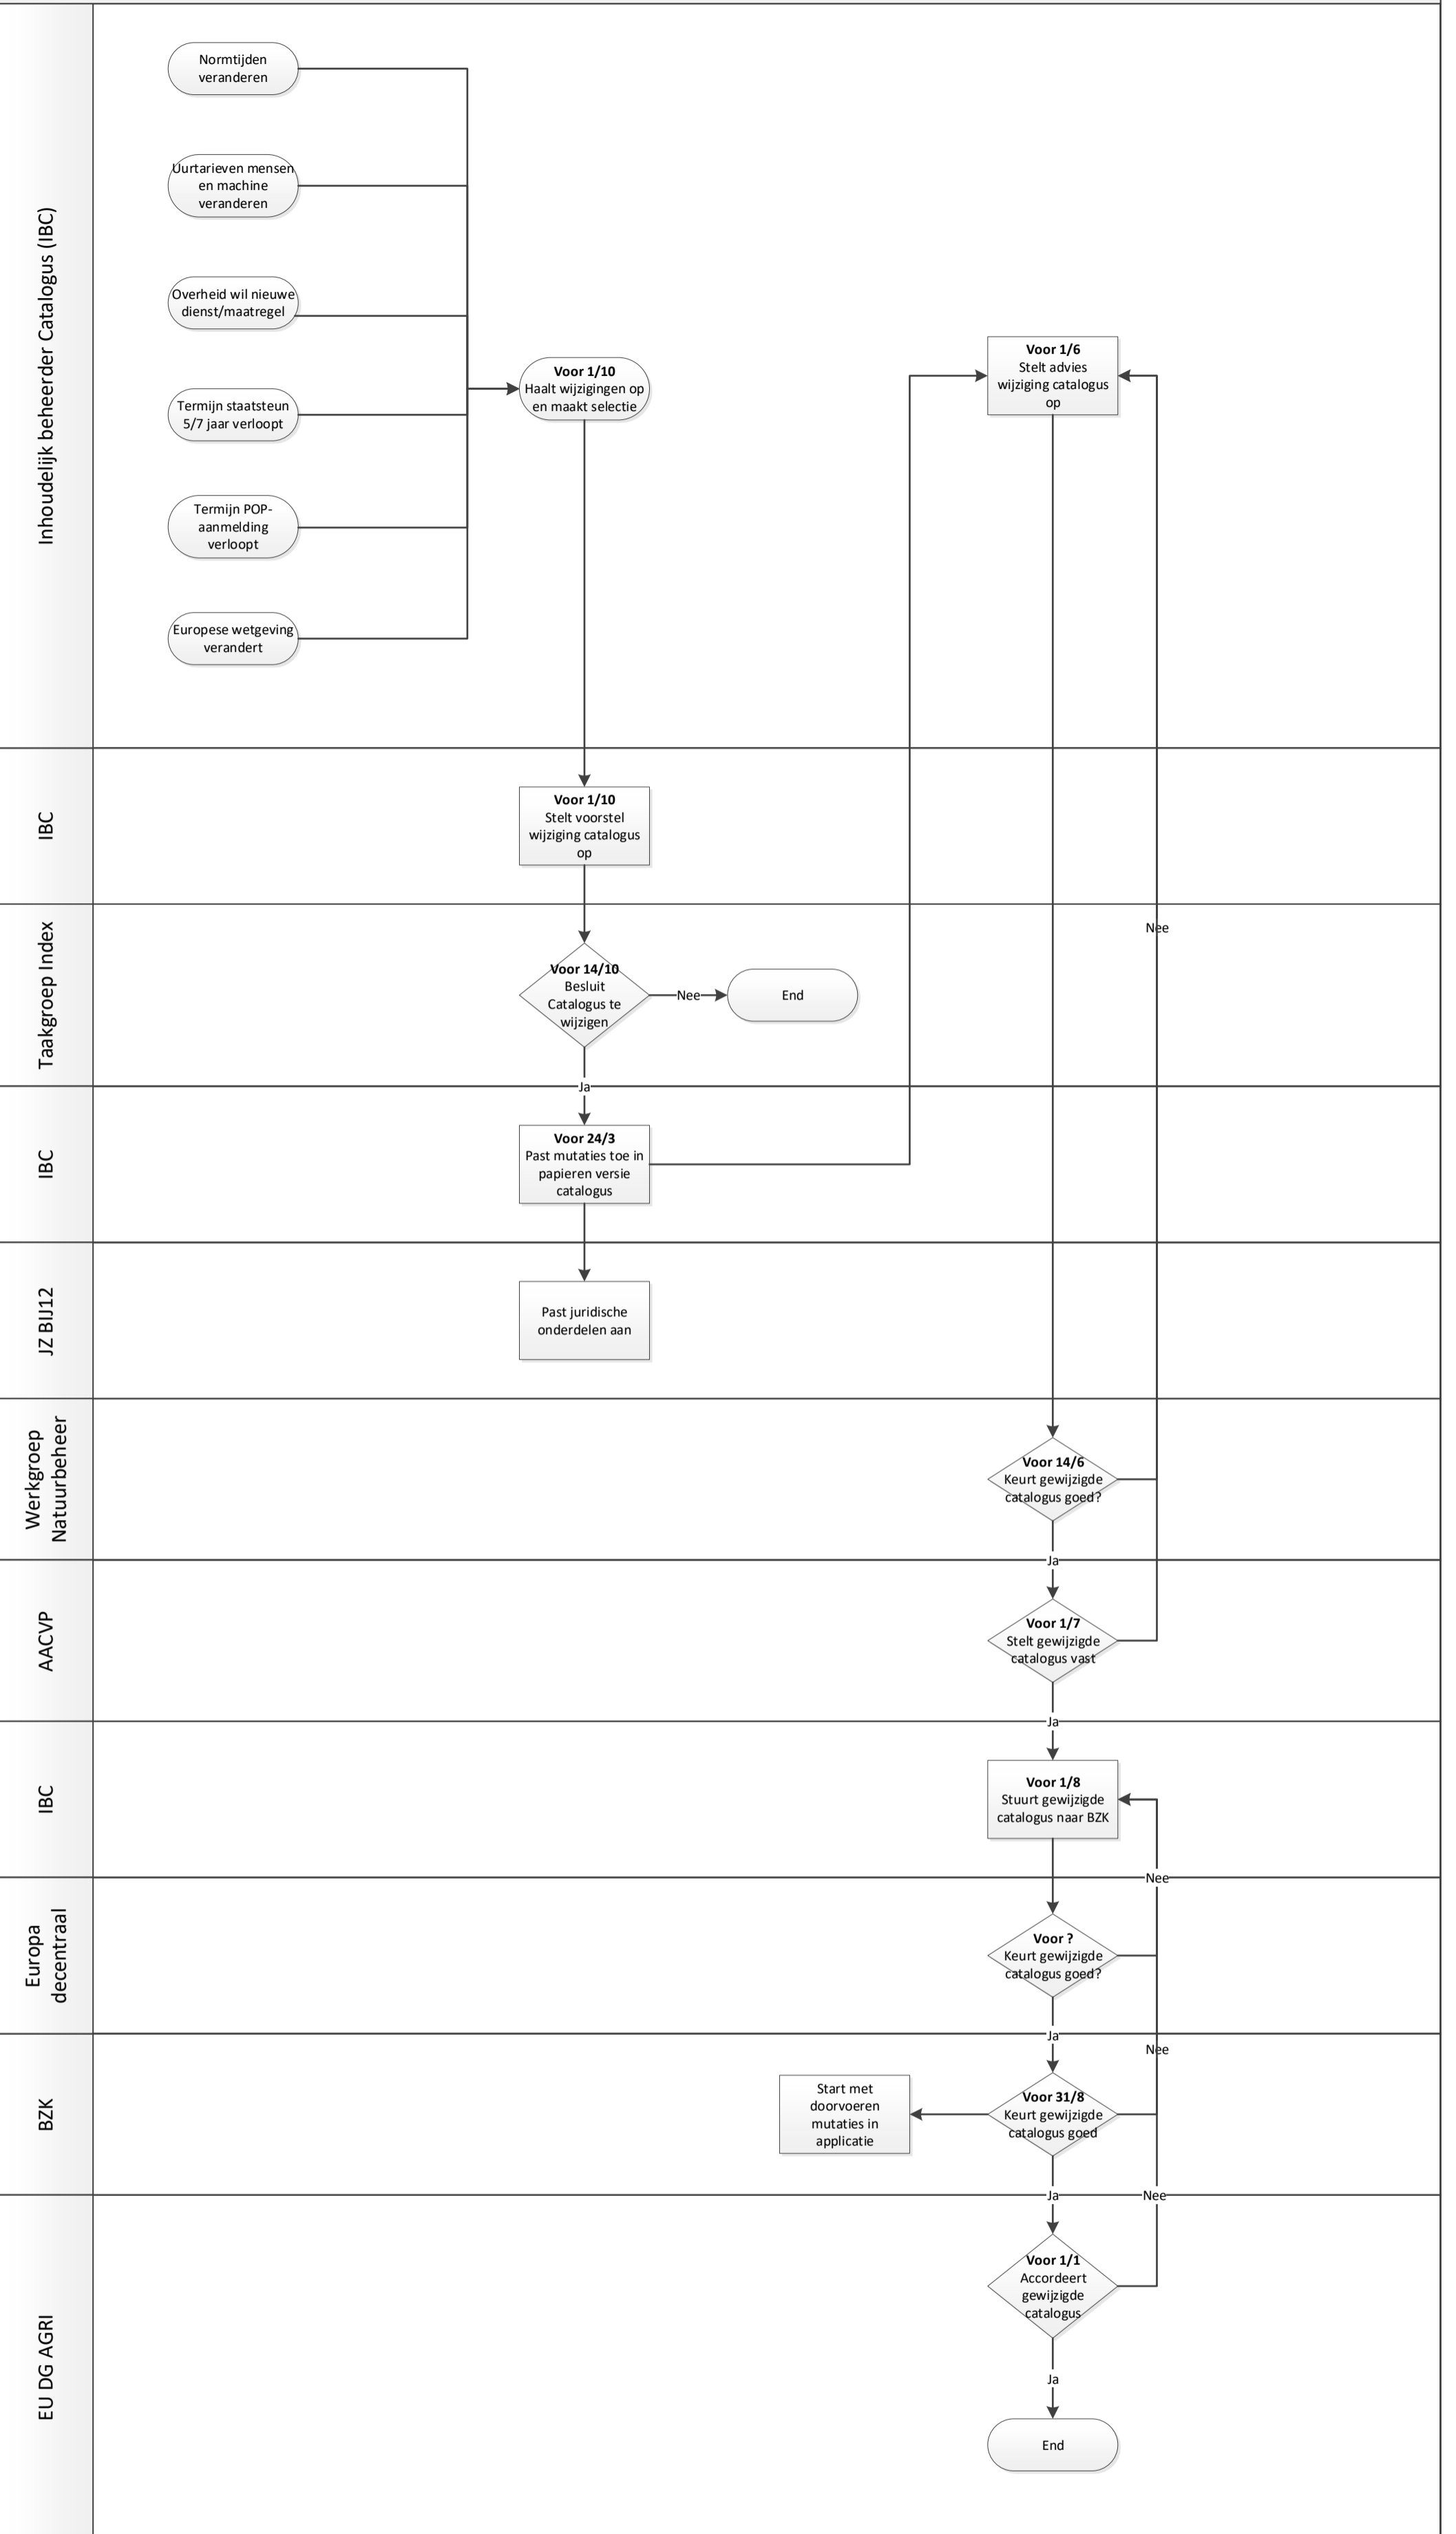 Inhoudelijk beheerder Catalogus (IBC)
Normtijden
veranderen
Uurtarieven mensen
en machine
veranderen
Overheid wil nieuwe
dienst/maatregel
Termijn staatsteun
5/7 jaar verloopt
Termijn POP-
aanmelding
verloopt
Europese wetgeving
verandert
Voor 1/10
Haalt wijzigingen op
en maakt selectie
Voor 1/6
Stelt advies
wijziging catalogus
op
IBC
Voor 1/10
Stelt voorstel
wijziging catalogus
op
Taakgroep Index
Nee
Voor 14/10
Besluit
Catalogus te
wijzigen
Nee
End
Ja
IBC
Voor 24/3
Past mutaties toe in
papieren versie
catalogus
JZ BIJ12
Past juridische
onderdelen aan
Werkgroep
Natuurbeheer
Voor 14/6
Keurt gewijzigde
catalogus goed?
Ja
AACVP
Voor 1/7
Stelt gewijzigde
catalogus vast
Ja
IBC
Voor 1/8
Stuurt gewijzigde
catalogus naar BZK
Nee
Europa
decentraal
Voor ?
Keurt gewijzigde
catalogus goed?
Ja
Nee
BZK
Start met
doorvoeren
mutaties in
applicatie
Voor 31/8
Keurt gewijzigde
catalogus goed
Ja
Nee
EU DG AGRI
Voor 1/1
Accordeert
gewijzigde
catalogus
Ja
End